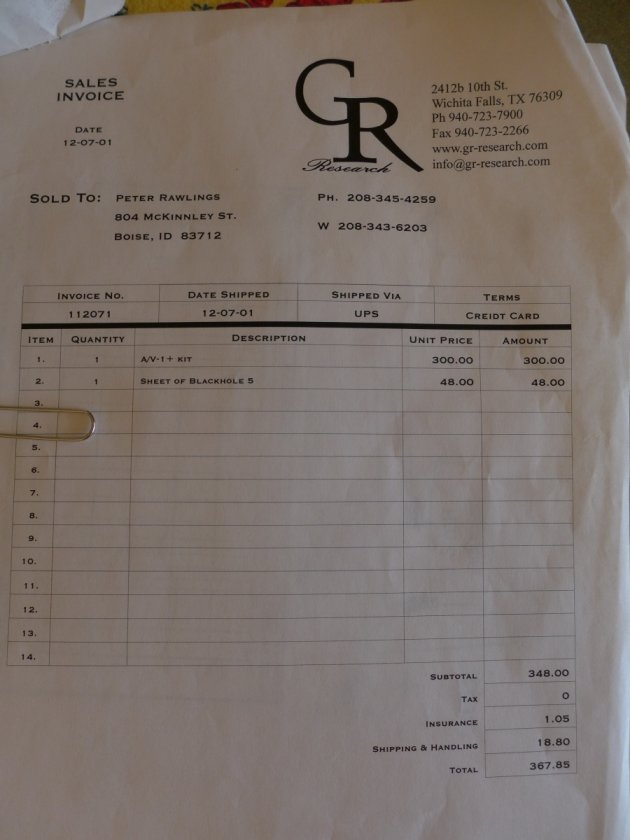 SALES
INVOICE
DATE
12-07-01
GR
Research
2412b 10th St.
Wichita Falls, TX 76309
Ph 940-723-7900
Fax 940-723-2266
www.gr-research.com
info@gr-research.com
SOLD TO: PETER RAWLINGS
804 MCKINNLEY ST.
BOISE, ID 83712
PH. 208-345-4259
W 208-343-6203
INVOICE NO. DATE SHIPPED SHIPPED VIA TERMS
112071 12-07-01 UPS CREIDT CARD
ITEM QUANTITY DESCRIPTION UNIT PRICE AMOUNT
1. 1 A/V-1+ KIT 300.00 300.00
2. 1 SHEET OF BLACKHOLE 5 48.00 48.00
3.
4.
5.
6.
7.
8.
9.
10.
11.
12.
13.
14.
SUBTOTAL 348.00
TAX 0
INSURANCE 1.05
SHIPPING & HANDLING 18.80
TOTAL 367.85